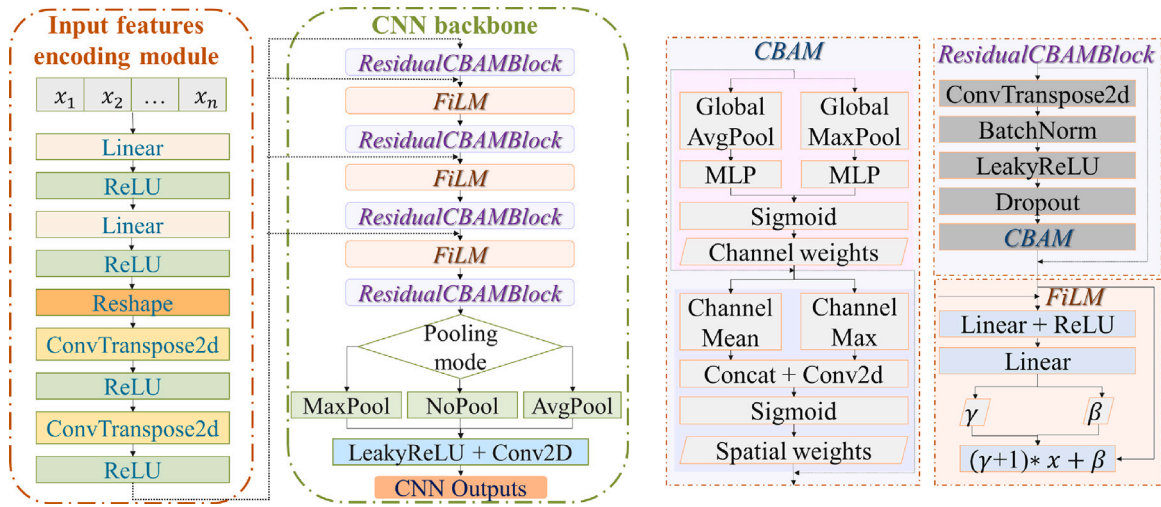 Input features
encoding module
x₁ x₂ … xₙ
Linear
ReLU
Linear
ReLU
Reshape
ConvTranspose2d
ReLU
ConvTranspose2d
ReLU
CNN backbone
ResidualCBAMBlock
FiLM
ResidualCBAMBlock
FiLM
ResidualCBAMBlock
FiLM
ResidualCBAMBlock
Pooling
mode
MaxPool NoPool AvgPool
LeakyReLU + Conv2D
CNN Outputs
CBAM
Global
AvgPool
Global
MaxPool
MLP MLP
Sigmoid
Channel weights
Channel
Mean
Channel
Max
Concat + Conv2d
Sigmoid
Spatial weights
ResidualCBAMBlock
ConvTranspose2d
BatchNorm
LeakyReLU
Dropout
CBAM
FiLM
Linear + ReLU
Linear
γ β
(γ+1)* x + β